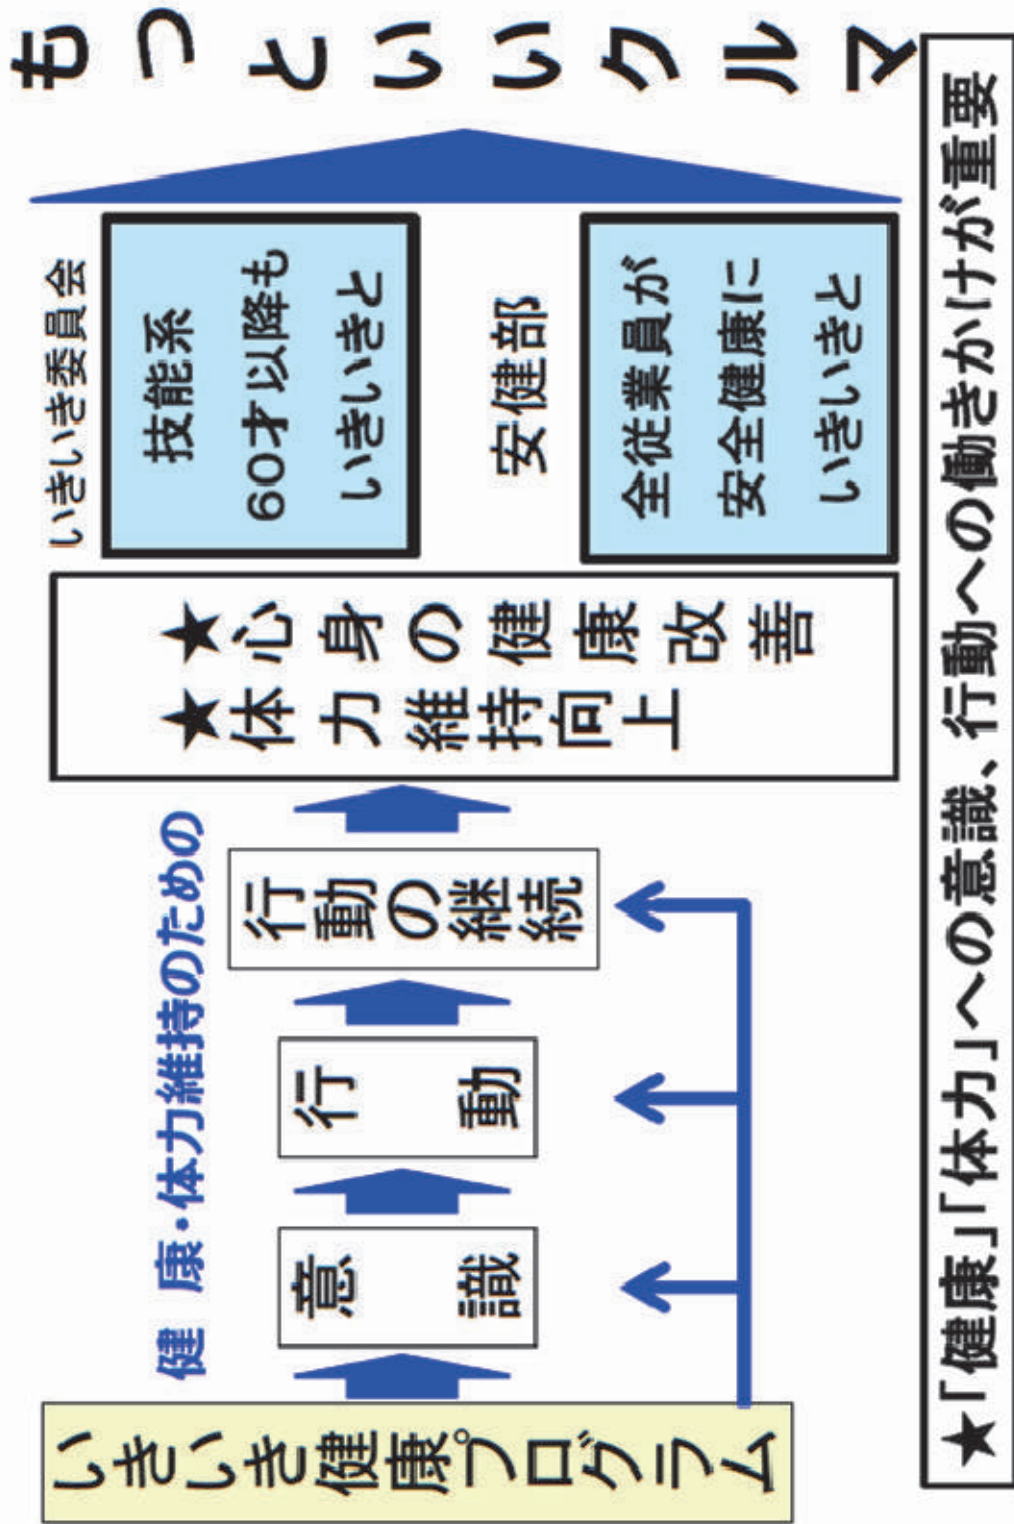 いきいき健康プログラム
健 康・体力維持のための
意 識
行 動
行動の継続
★心身の健康改善
★体力維持向上
いきいき委員会
技能系
60才以降も
いきいきと
安健部
全従業員が
安全健康に
いきいきと
もっといいクルマ
★「健康」「体力」への意識、行動への働きかけが重要